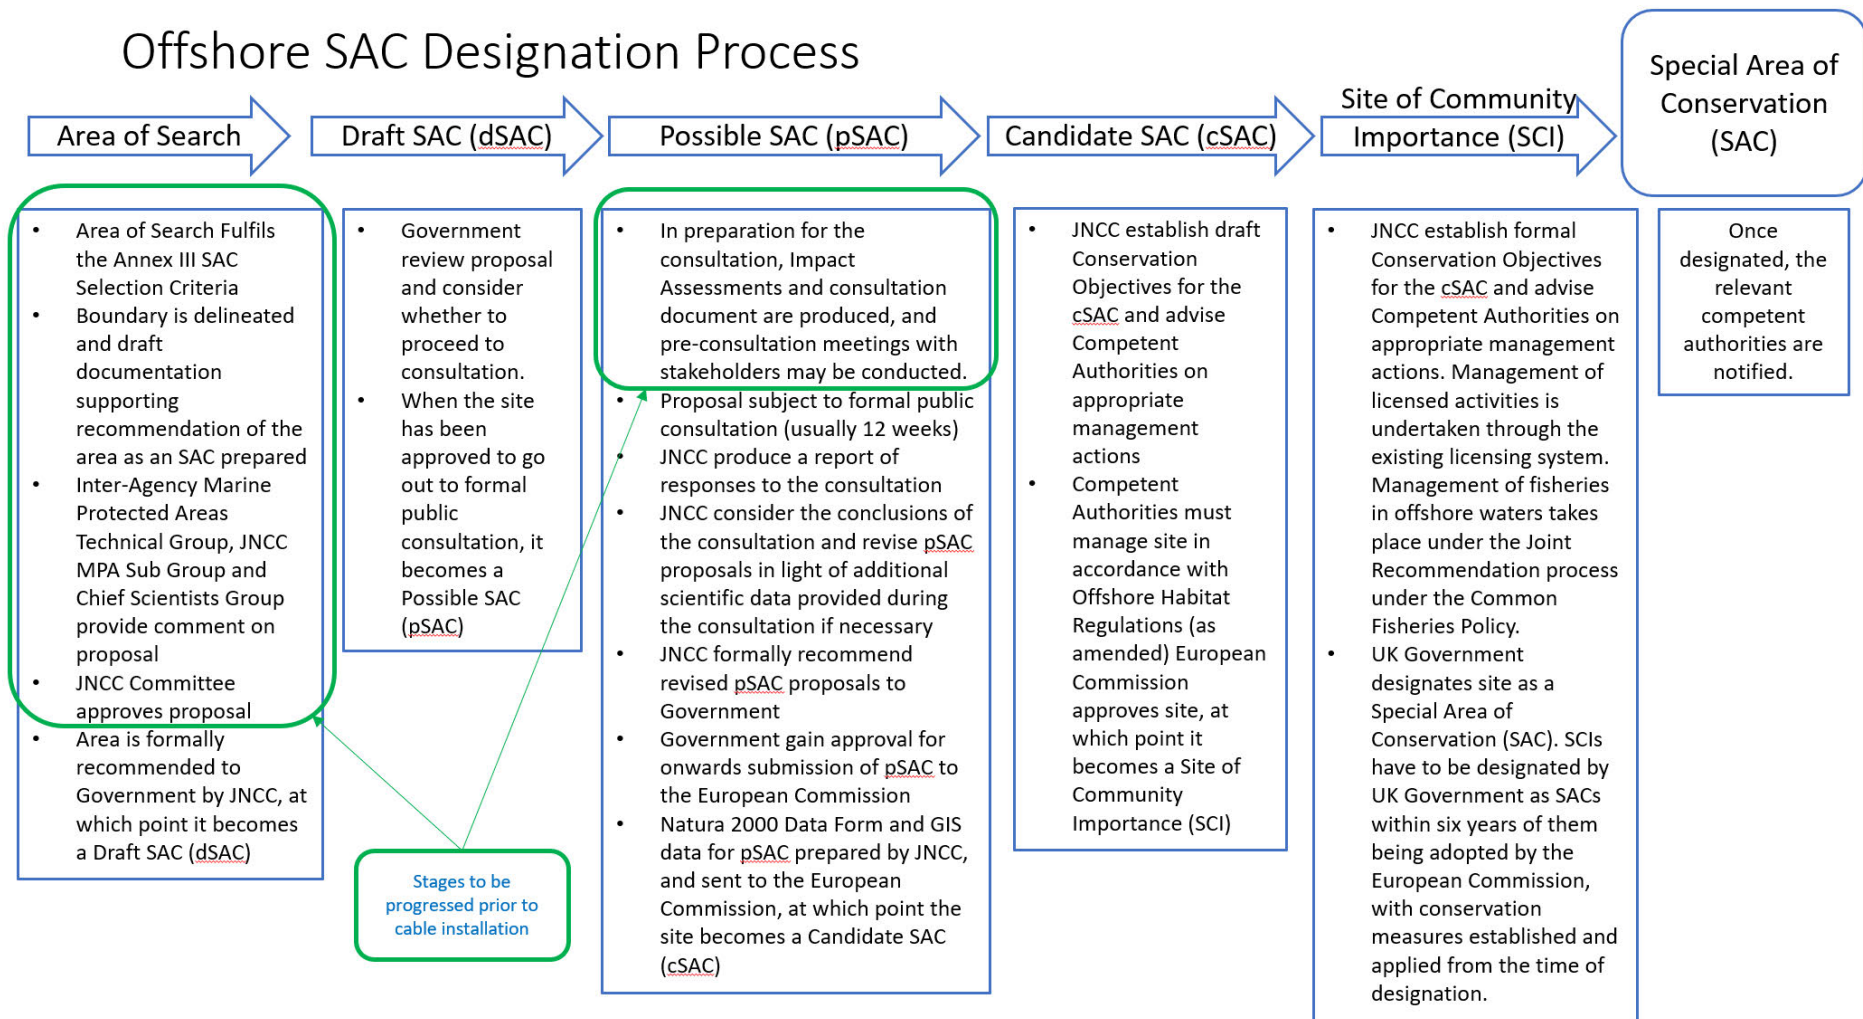 Offshore SAC Designation Process
Area of Search
Draft SAC (dSAC)
Possible SAC (pSAC)
Candidate SAC (cSAC)
Site of Community
Importance (SCI)
Special Area of
Conservation
(SAC)
• Area of Search Fulfils
the Annex III SAC
Selection Criteria
• Boundary is delineated
and draft
documentation
supporting
recommendation of the
area as an SAC prepared
• Inter-Agency Marine
Protected Areas
Technical Group, JNCC
MPA Sub Group and
Chief Scientists Group
provide comment on
proposal
• JNCC Committee
approves proposal
• Area is formally
recommended to
Government by JNCC, at
which point it becomes
a Draft SAC (dSAC)
• Government
review proposal
and consider
whether to
proceed to
consultation.
• When the site
has been
approved to go
out to formal
public
consultation, it
becomes a
Possible SAC
(pSAC)
Stages to be
progressed prior to
cable installation
• In preparation for the
consultation, Impact
Assessments and consultation
document are produced, and
pre-consultation meetings with
stakeholders may be conducted.
• Proposal subject to formal public
consultation (usually 12 weeks)
• JNCC produce a report of
responses to the consultation
• JNCC consider the conclusions of
the consultation and revise pSAC
proposals in light of additional
scientific data provided during
the consultation if necessary
• JNCC formally recommend
revised pSAC proposals to
Government
• Government gain approval for
onwards submission of pSAC to
the European Commission
• Natura 2000 Data Form and GIS
data for pSAC prepared by JNCC,
and sent to the European
Commission, at which point the
site becomes a Candidate SAC
(cSAC)
• JNCC establish draft
Conservation
Objectives for the
cSAC and advise
Competent
Authorities on
appropriate
management
actions
• Competent
Authorities must
manage site in
accordance with
Offshore Habitat
Regulations (as
amended) European
Commission
approves site, at
which point it
becomes a Site of
Community
Importance (SCI)
• JNCC establish formal
Conservation Objectives
for the cSAC and advise
Competent Authorities on
appropriate management
actions. Management of
licensed activities is
undertaken through the
existing licensing system.
Management of fisheries
in offshore waters takes
place under the Joint
Recommendation process
under the Common
Fisheries Policy.
• UK Government
designates site as a
Special Area of
Conservation (SAC). SCIs
have to be designated by
UK Government as SACs
within six years of them
being adopted by the
European Commission,
with conservation
measures established and
applied from the time of
designation.
Once
designated, the
relevant
competent
authorities are
notified.